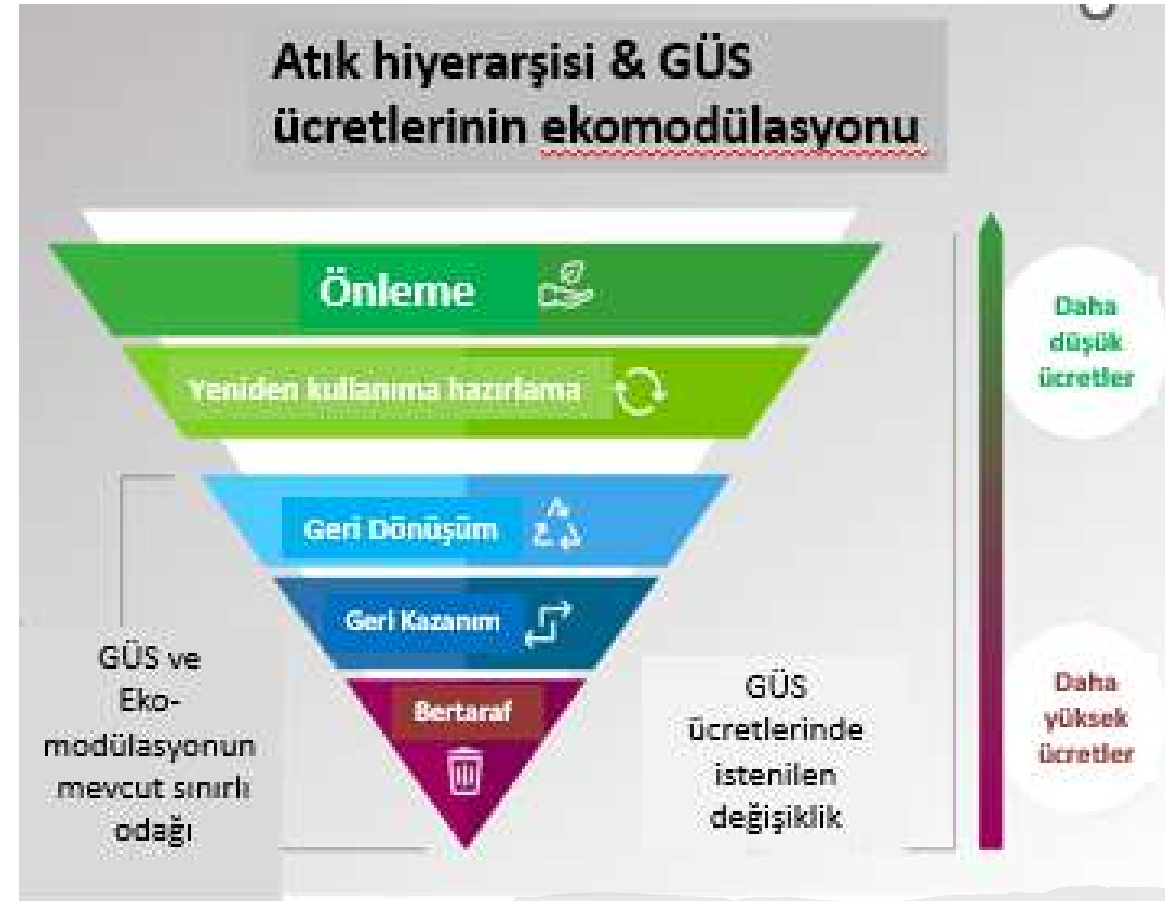 Atık hiyerarşisi & GÜS
ücretlerinin ekomodülasyonu
Önleme
Yeniden kullanıma hazırlama
Geri Dönüşüm
Geri Kazanım
Bertaraf
GÜS ve
Eko-
modülasyonun
mevcut sınırlı
odağı
GÜS
ücretlerinde
istenilen
değişiklik
Daha
düşük
ücretler
Daha
yüksek
ücretler